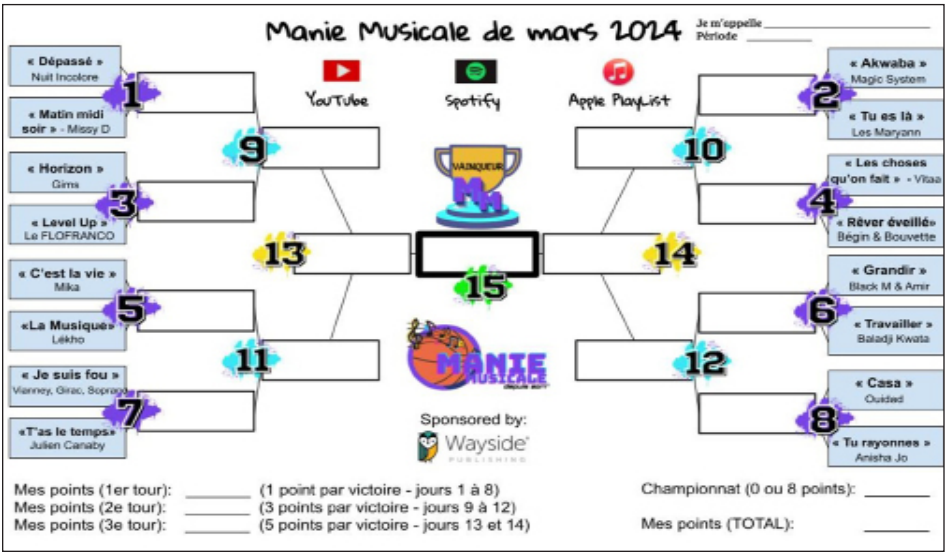 Manie Musicale de mars 2024
Je m'appelle
Période
« Dépassé »
Nuit Incolore
1
« Matin midi
soir » - Missy D
9
« Horizon »
Gims
3
« Level Up »
Le FLOFRANCO
13
« C'est la vie »
Mika
5
«La Musique»
Lékho
11
« Je suis fou »
Vianney, Girac, Soprano
7
«T'as le temps»
Julien Canaby
YouTube
Spotify
Apple PlayList
VAINQUEUR
MM
15
MANIE
MUSICALE
Sponsored by:
Wayside
PUBLISHING
« Akwaba »
Magic System
2
« Tu es là »
Les Maryann
10
« Les choses
qu'on fait » - Vitaa
4
« Rêver éveillé»
Bégin & Bouvette
14
« Grandir »
Black M & Amir
6
« Travailler »
Baladji Kwata
12
« Casa »
Ouidad
8
« Tu rayonnes »
Anisha Jo
Mes points (1er tour): (1 point par victoire - jours 1 à 8)
Mes points (2e tour): (3 points par victoire - jours 9 à 12)
Mes points (3e tour): (5 points par victoire - jours 13 et 14)
Championnat (0 ou 8 points):
Mes points (TOTAL):